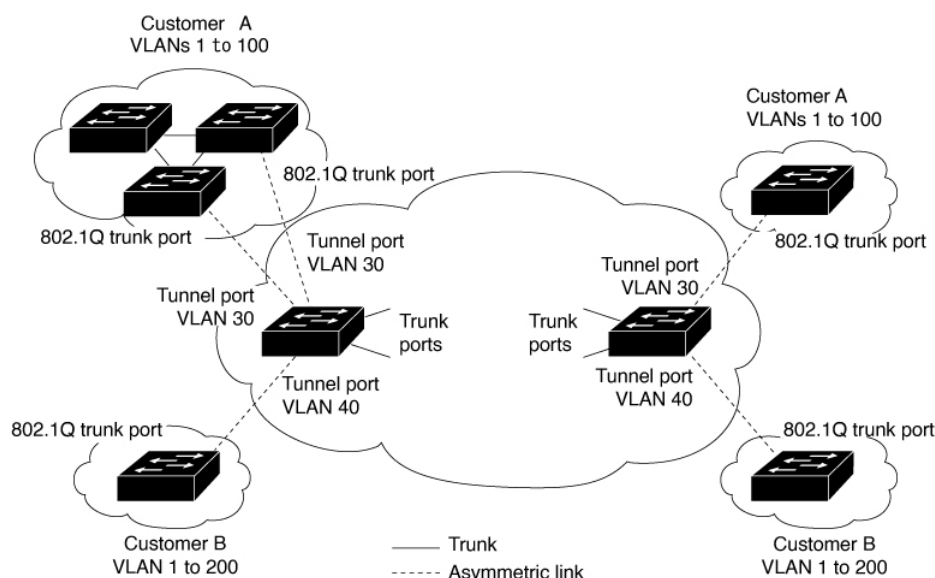 Customer A
VLANs 1 to 100
Customer A
VLANs 1 to 100
802.1Q trunk port
802.1Q trunk port
802.1Q trunk port
Tunnel port
VLAN 30
Tunnel port
VLAN 30
Tunnel port
VLAN 30
Trunk
ports
Trunk
ports
Tunnel port
VLAN 40
Tunnel port
VLAN 40
802.1Q trunk port
802.1Q trunk port
Customer B
VLAN 1 to 200
Trunk
Asymmetric link
Customer B
VLAN 1 to 200